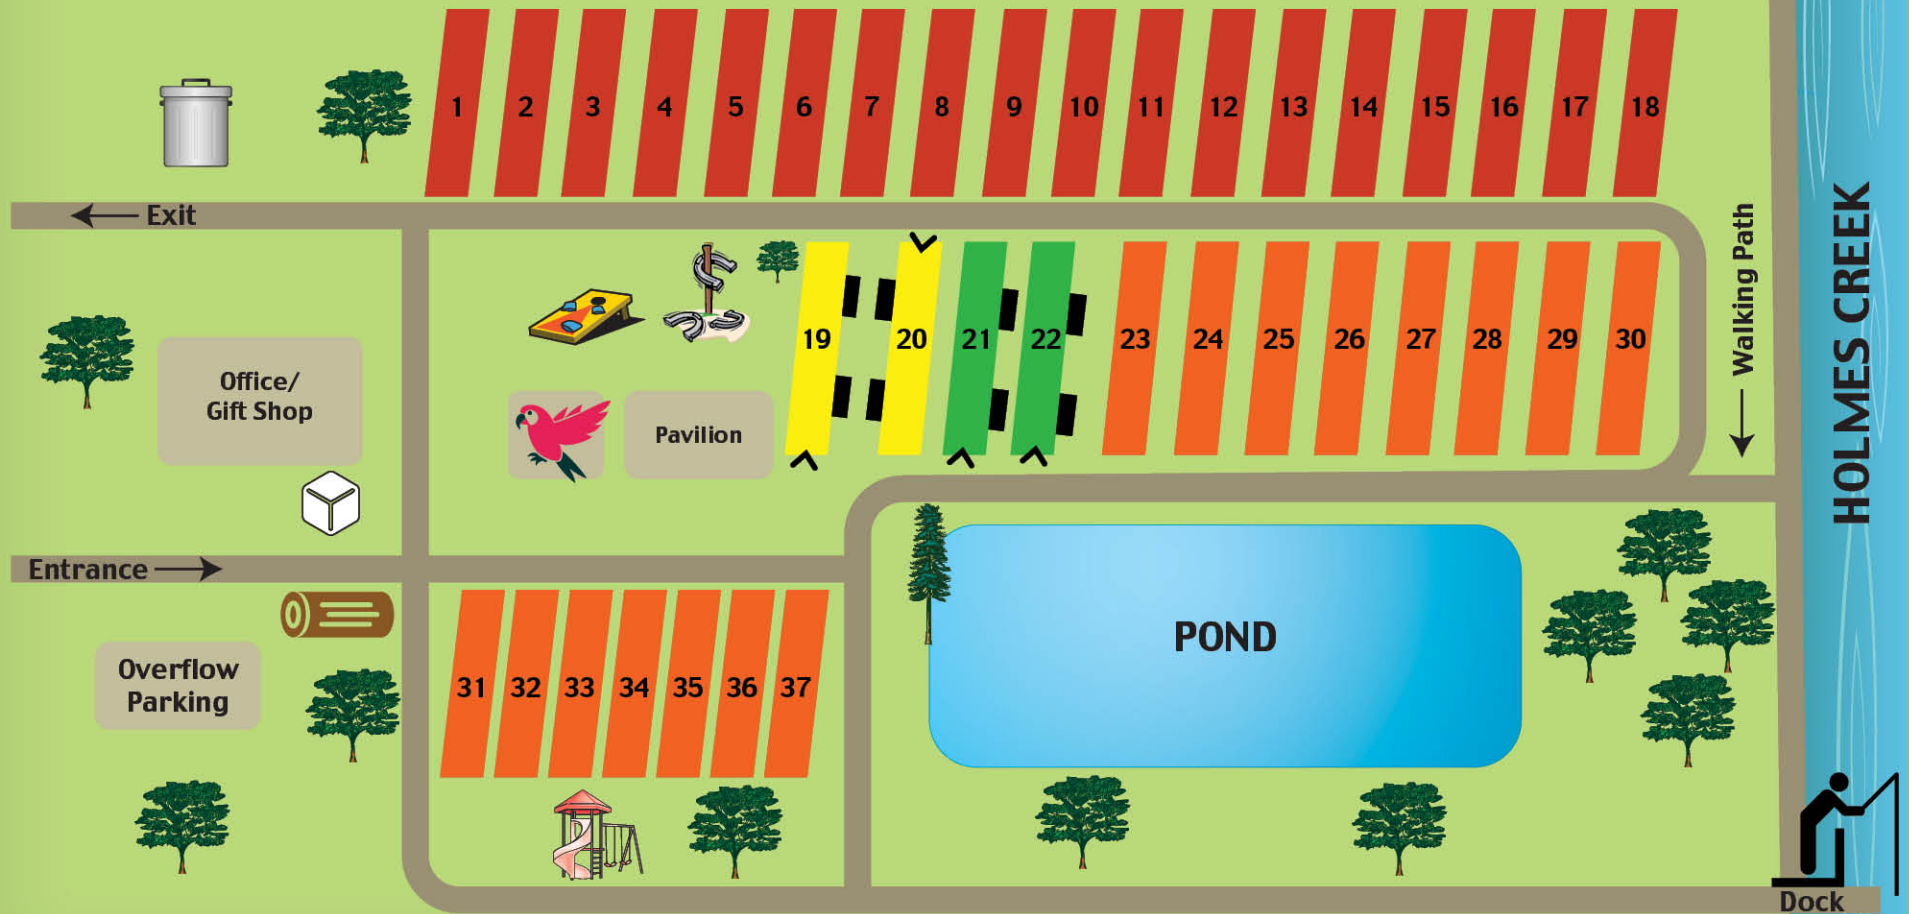 1 2 3 4 5 6 7 8 9 10 11 12 13 14 15 16 17 18
Exit
Walking Path
HOLMES CREEK
19 20 21 22 23 24 25 26 27 28 29 30
Office/
Gift Shop
Pavilion
Entrance
POND
Overflow
Parking
31 32 33 34 35 36 37
Dock